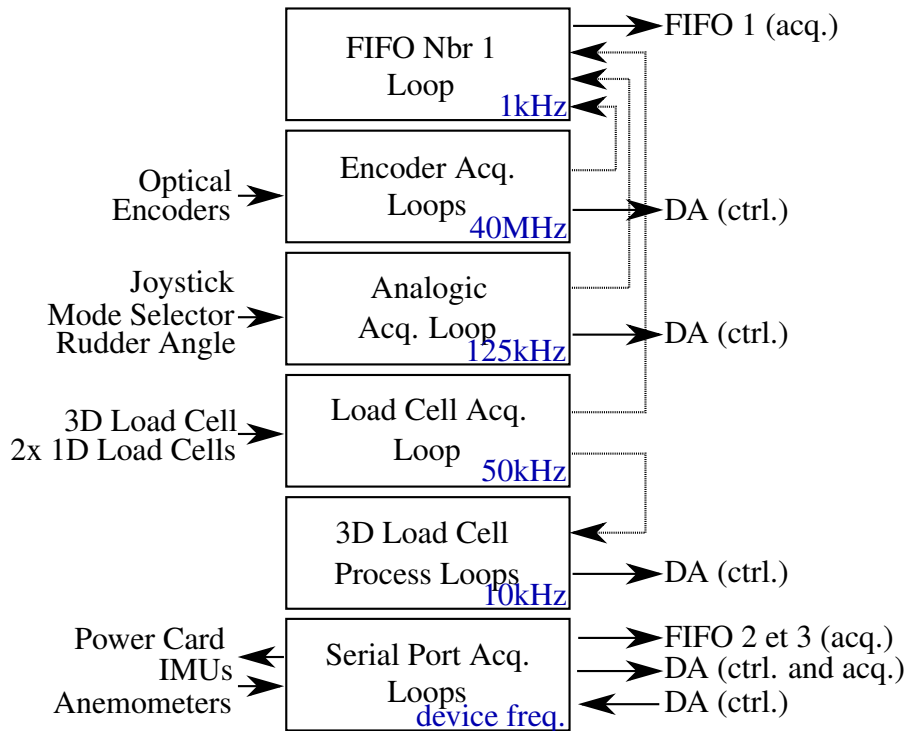 FIFO Nbr 1
Loop
1kHz
FIFO 1 (acq.)
Optical
Encoders
Encoder Acq.
Loops
40MHz
DA (ctrl.)
Joystick
Mode Selector
Rudder Angle
Analogic
Acq. Loop
125kHz
DA (ctrl.)
3D Load Cell
2x 1D Load Cells
Load Cell Acq.
Loop
50kHz
3D Load Cell
Process Loops
10kHz
DA (ctrl.)
Power Card
IMUs
Anemometers
Serial Port Acq.
Loops
device freq.
FIFO 2 et 3 (acq.)
DA (ctrl. and acq.)
DA (ctrl.)